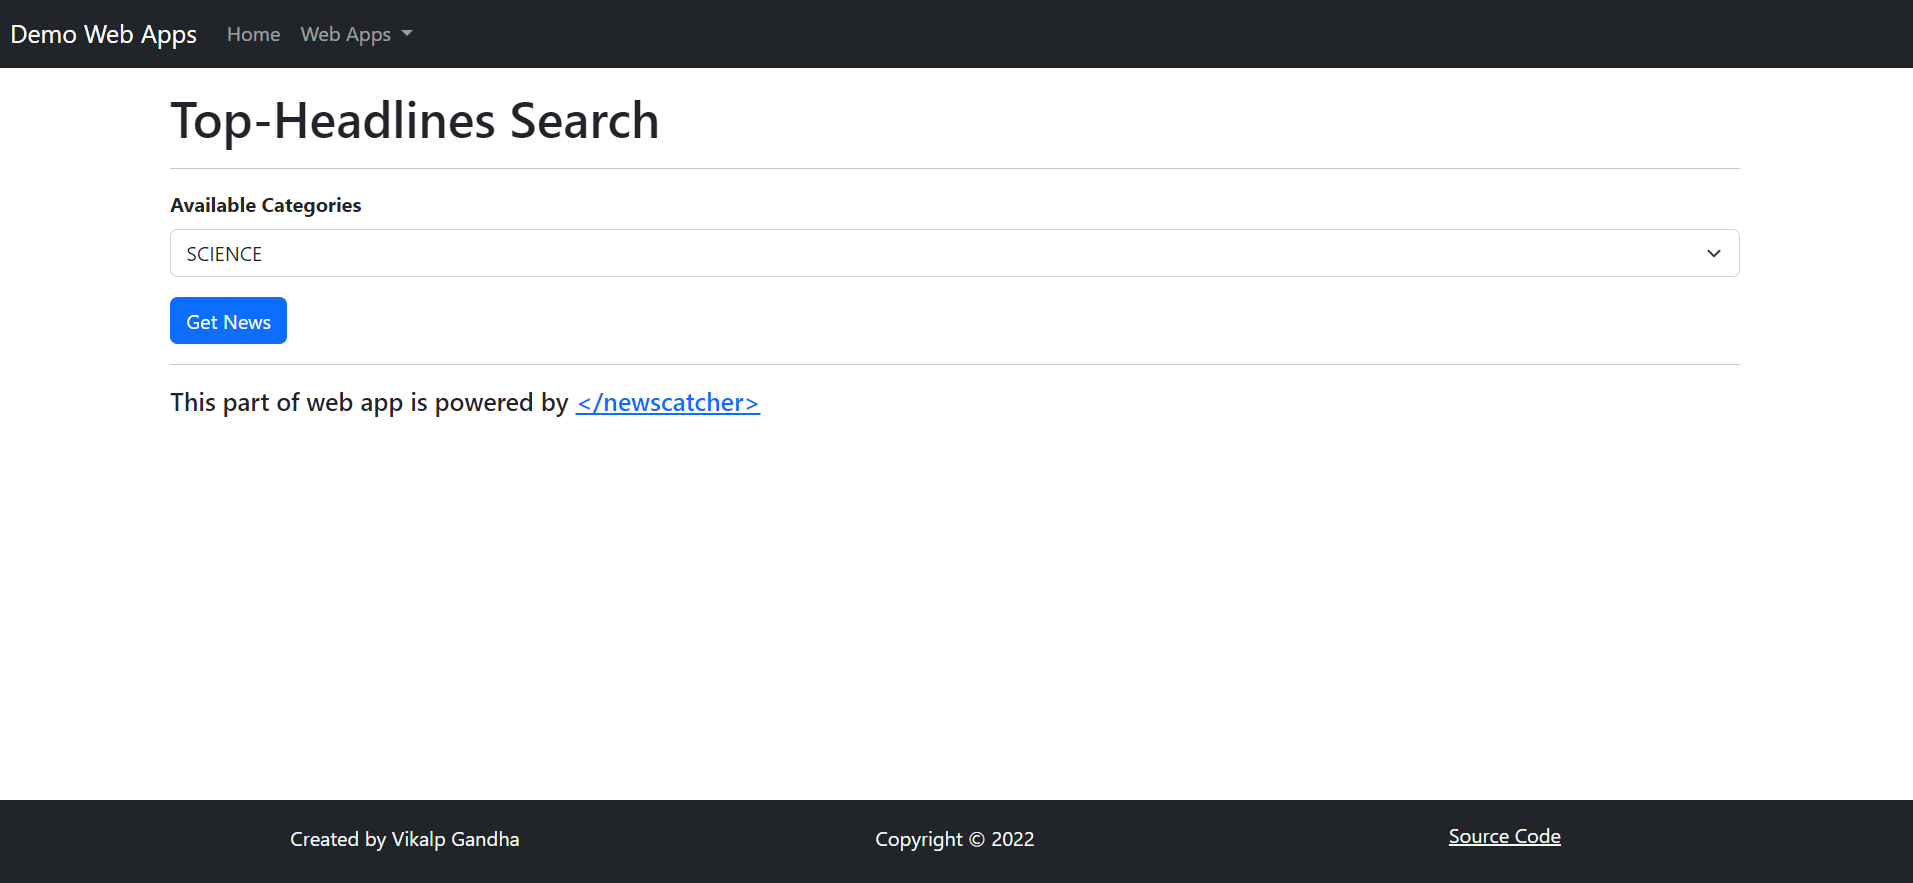 Demo Web Apps Home Web Apps
Top-Headlines Search
Available Categories
SCIENCE
Get News
This part of web app is powered by </newscatcher>
Created by Vikalp Gandha Copyright © 2022 Source Code